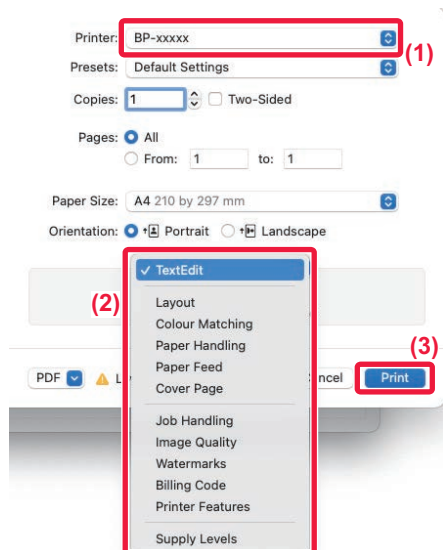 Printer: BP-xxxxx
(1)
Presets: Default Settings
Copies: 1 Two-Sided
Pages: All
From: 1 to: 1
Paper Size: A4 210 by 297 mm
Orientation: Portrait Landscape
✓ TextEdit
(2)
Layout
Colour Matching
Paper Handling
(3)
Paper Feed
PDF ncel Print
Cover Page
Job Handling
Image Quality
Watermarks
Billing Code
Printer Features
Supply Levels